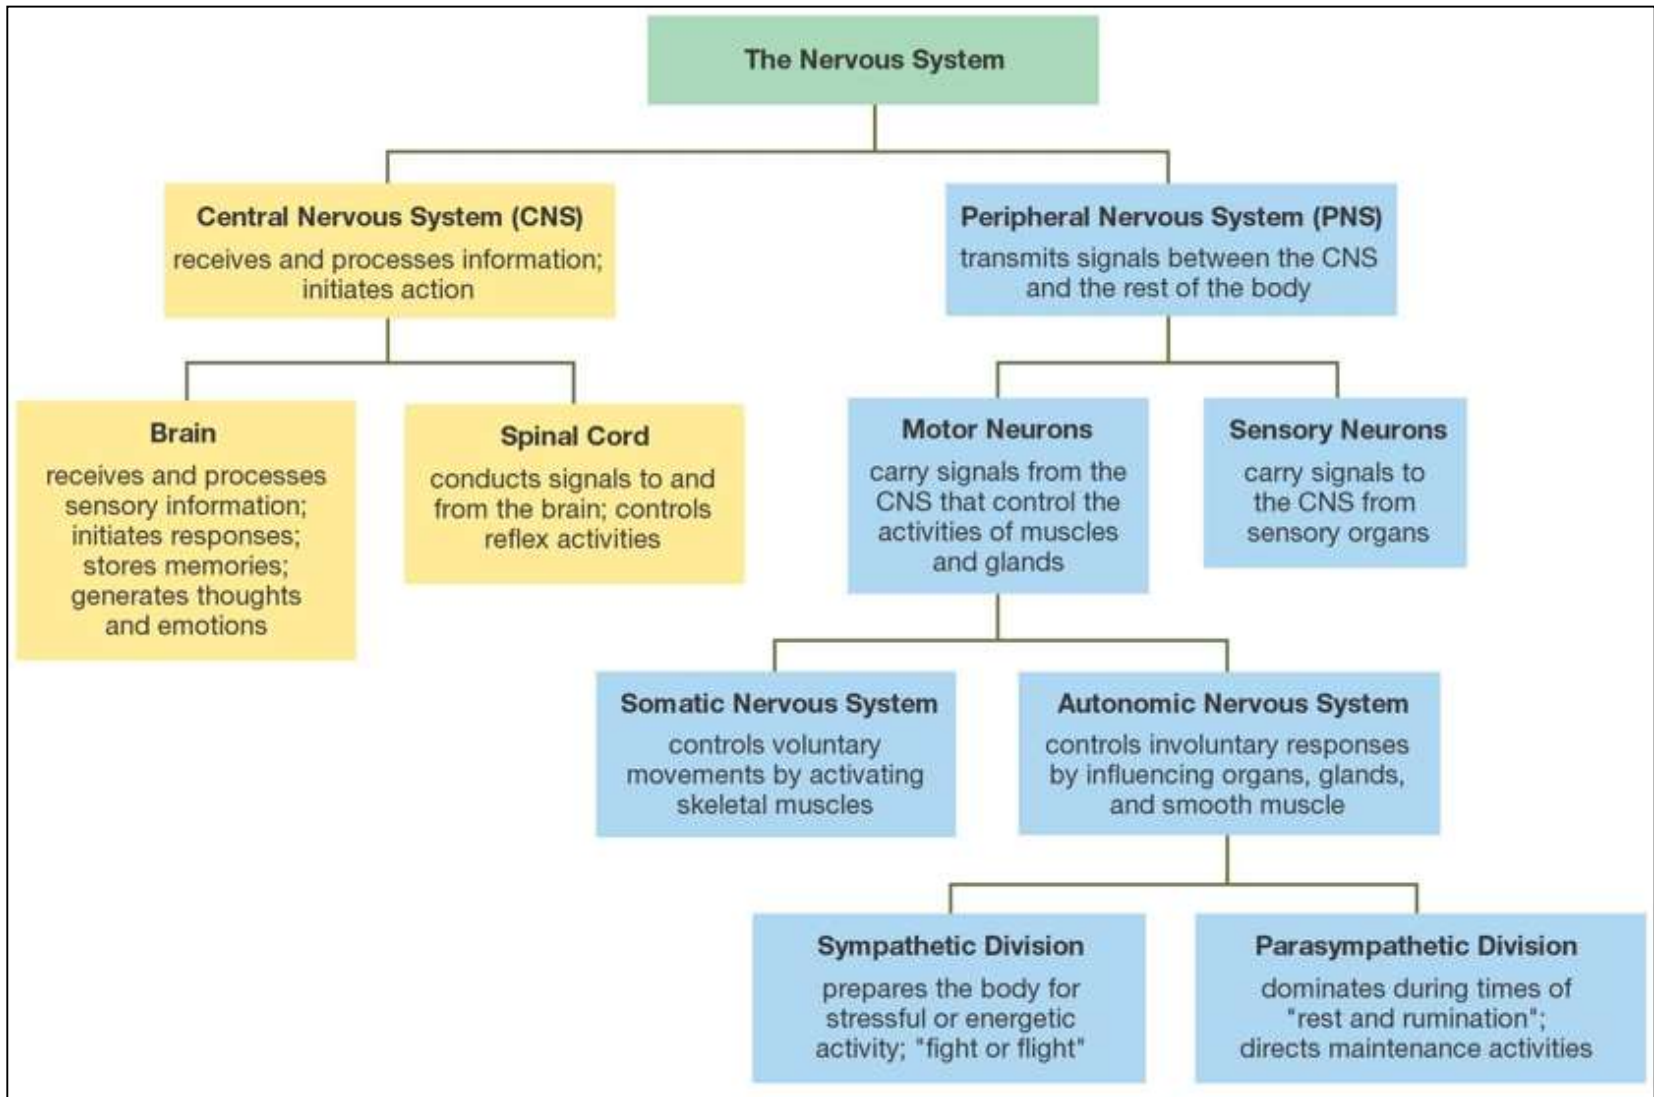 The Nervous System
Central Nervous System (CNS)
receives and processes information;
initiates action
Peripheral Nervous System (PNS)
transmits signals between the CNS
and the rest of the body
Brain
receives and processes
sensory information;
initiates responses;
stores memories;
generates thoughts
and emotions
Spinal Cord
conducts signals to and
from the brain; controls
reflex activities
Motor Neurons
carry signals from the
CNS that control the
activities of muscles
and glands
Sensory Neurons
carry signals to
the CNS from
sensory organs
Somatic Nervous System
controls voluntary
movements by activating
skeletal muscles
Autonomic Nervous System
controls involuntary responses
by influencing organs, glands,
and smooth muscle
Sympathetic Division
prepares the body for
stressful or energetic
activity; "fight or flight"
Parasympathetic Division
dominates during times of
"rest and rumination";
directs maintenance activities